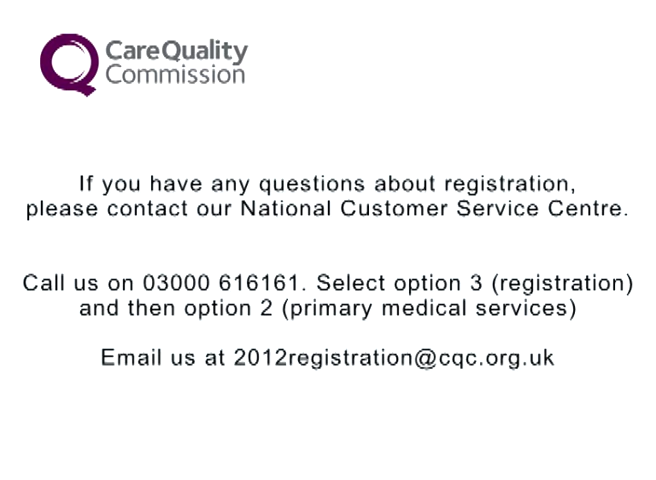 CareQuality
Commission
If you have any questions about registration,
please contact our National Customer Service Centre.
Call us on 03000 616161. Select option 3 (registration)
and then option 2 (primary medical services)
Email us at 2012registration@cqc.org.uk